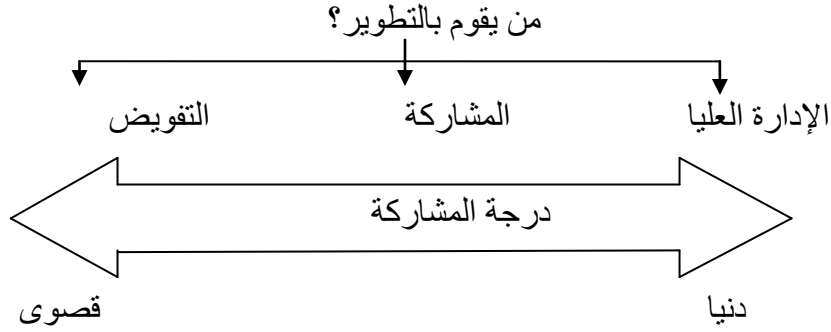 من يقوم بالتطوير؟
الإدارة العليا المشاركة التفويض
درجة المشاركة
دنيا قصوى